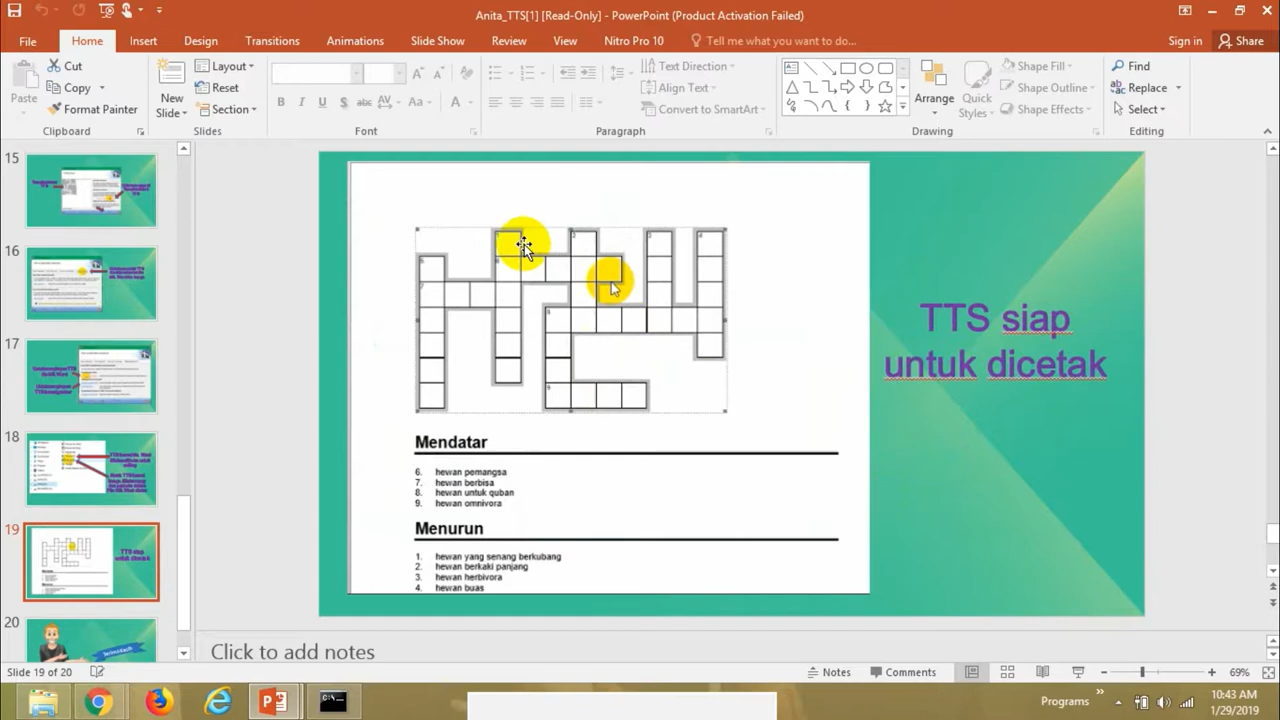 Anita_TTS[1] [Read-Only] - PowerPoint (Product Activation Failed)
File Home Insert Design Transitions Animations Slide Show Review View Nitro Pro 10 Tell me what you want to do... Sign in Share
Paste
Cut
Copy
Format Painter
Clipboard
New Slide
Layout
Reset
Section
Slides
Font
Text Direction
Align Text
Convert to SmartArt
Paragraph
Arrange
Quick Styles
Shape Fill
Shape Outline
Shape Effects
Drawing
Find
Replace
Select
Editing
15
16
17
18
19
20
TTS siap
untuk dicetak
Mendatar
6. hewan pemangsa
7. hewan berbisa
8. hewan untuk quban
9. hewan omnivora
Menurun
1. hewan yang senang berkubang
2. hewan berkaki panjang
3. hewan herbivora
4. hewan buas
Click to add notes
Slide 19 of 20 Notes Comments 69%
Programs 10:43 AM
1/29/2019